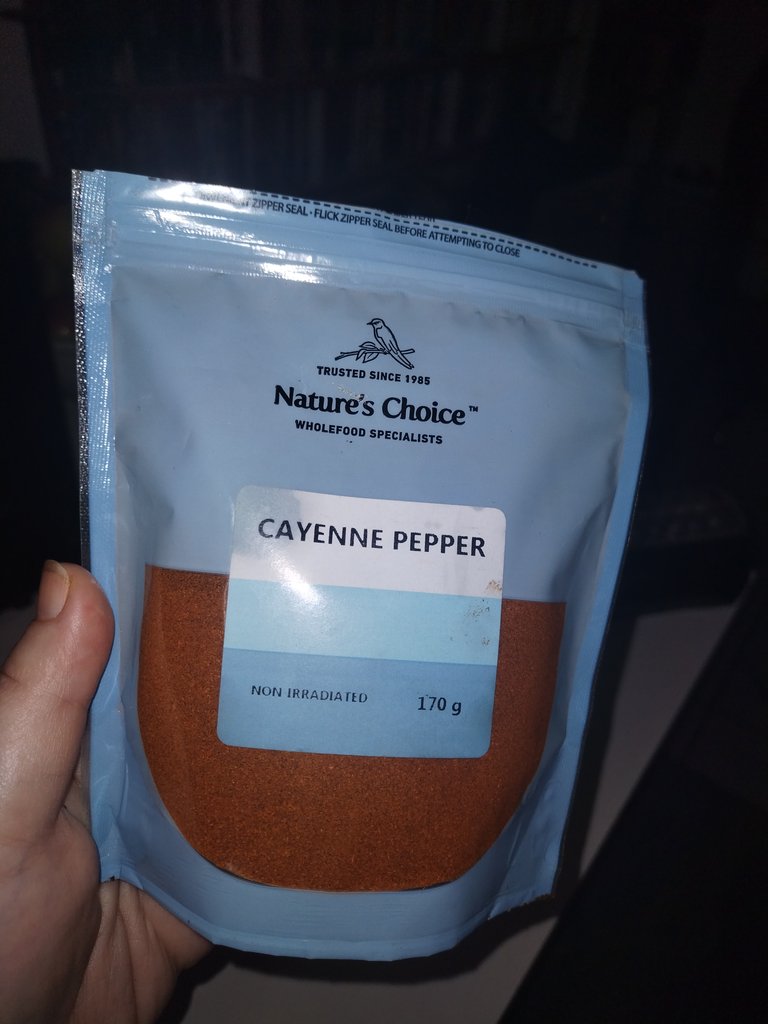 ZIPPER SEAL • FLICK ZIPPER SEAL BEFORE ATTEMPTING TO CLOSE
TRUSTED SINCE 1985
Nature's Choice™
WHOLEFOOD SPECIALISTS
CAYENNE PEPPER
NON IRRADIATED
170 g